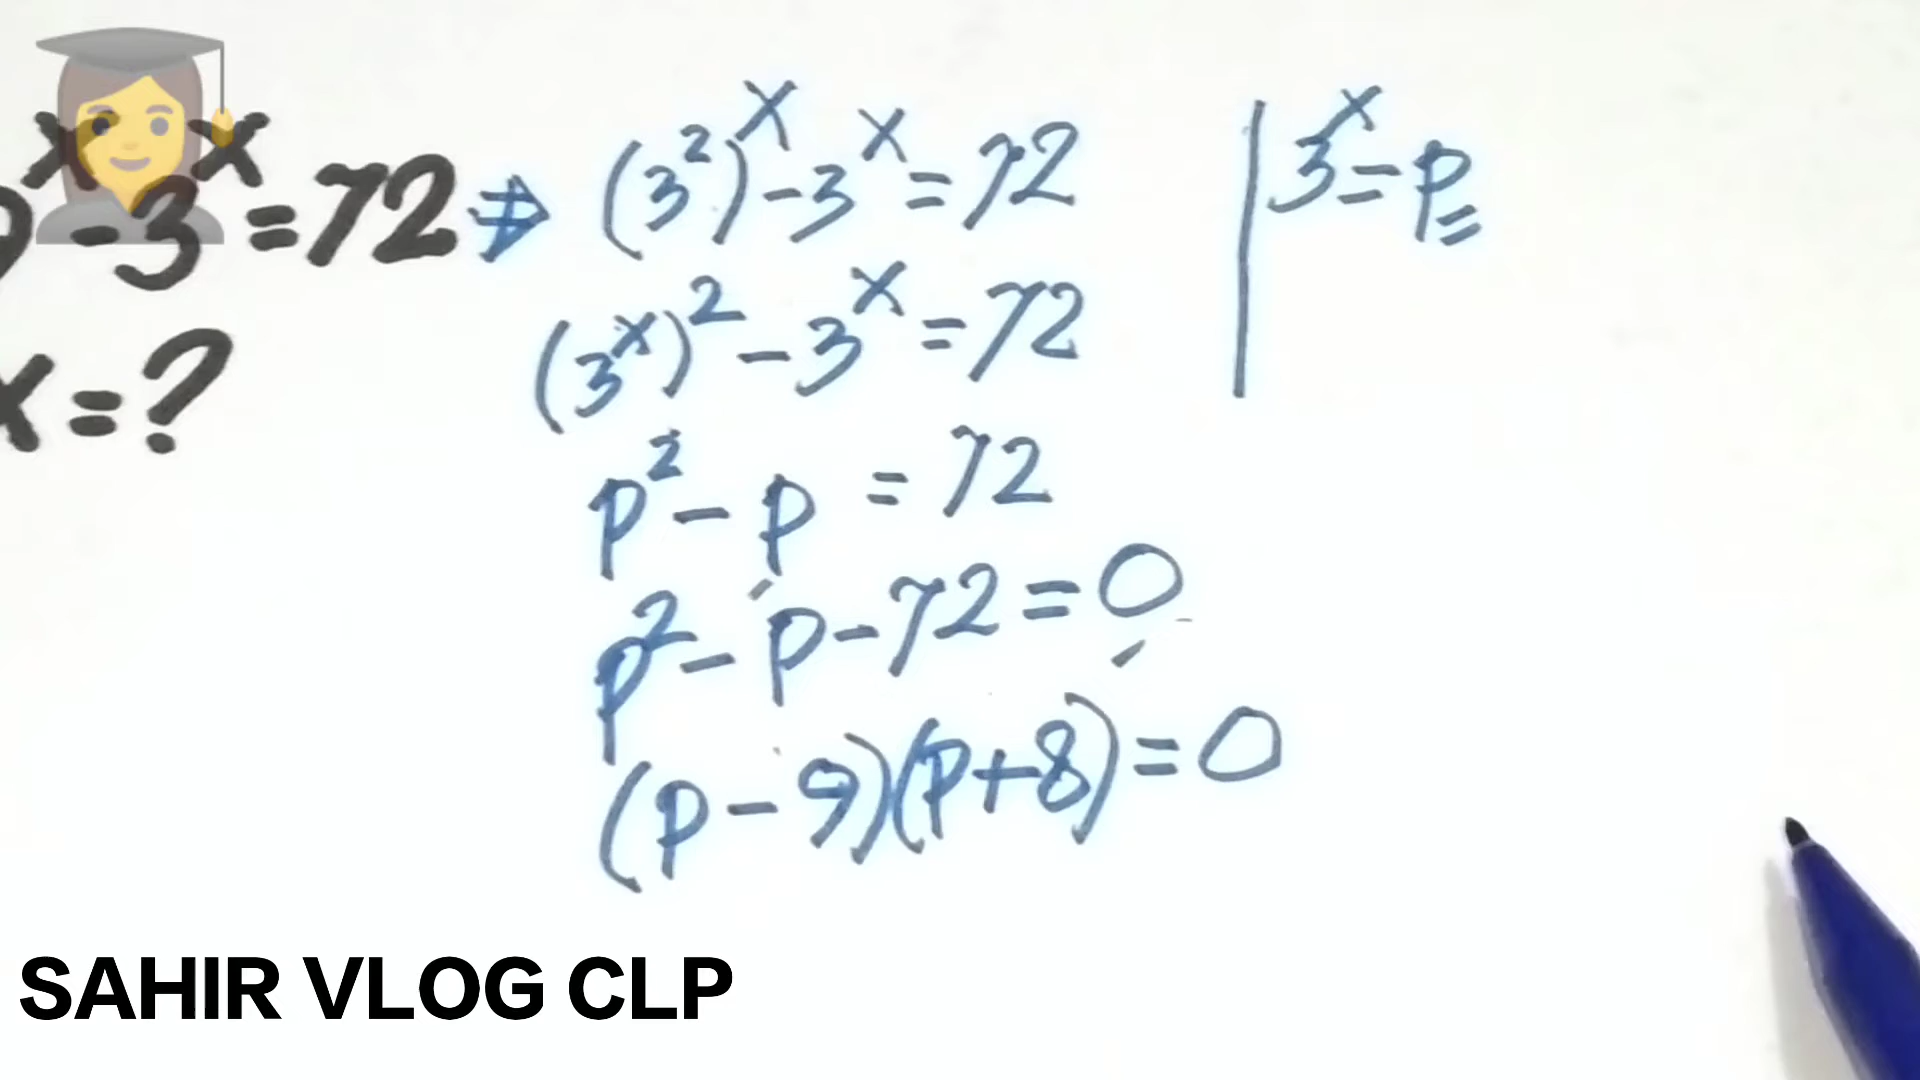 9^x - 3^x = 72 ⇒ (3^2)^x - 3^x = 72 | 3^x = p
(3^x)^2 - 3^x = 72
x = ?
p^2 - p = 72
p^2 - p - 72 = 0
(p - 9)(p + 8) = 0
SAHIR VLOG CLP